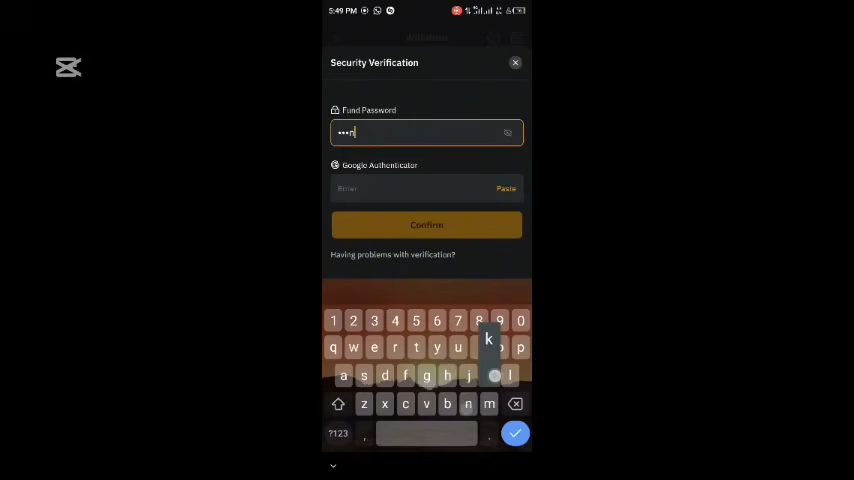 5:49 PM
Security Verification
Fund Password
•••n
Google Authenticator
Enter
Paste
Confirm
Having problems with verification?
1 2 3 4 5 6 7 8 9 0
q w e r t y u o p
k
a s d f g h j l
z x c v b n m
?123 , .